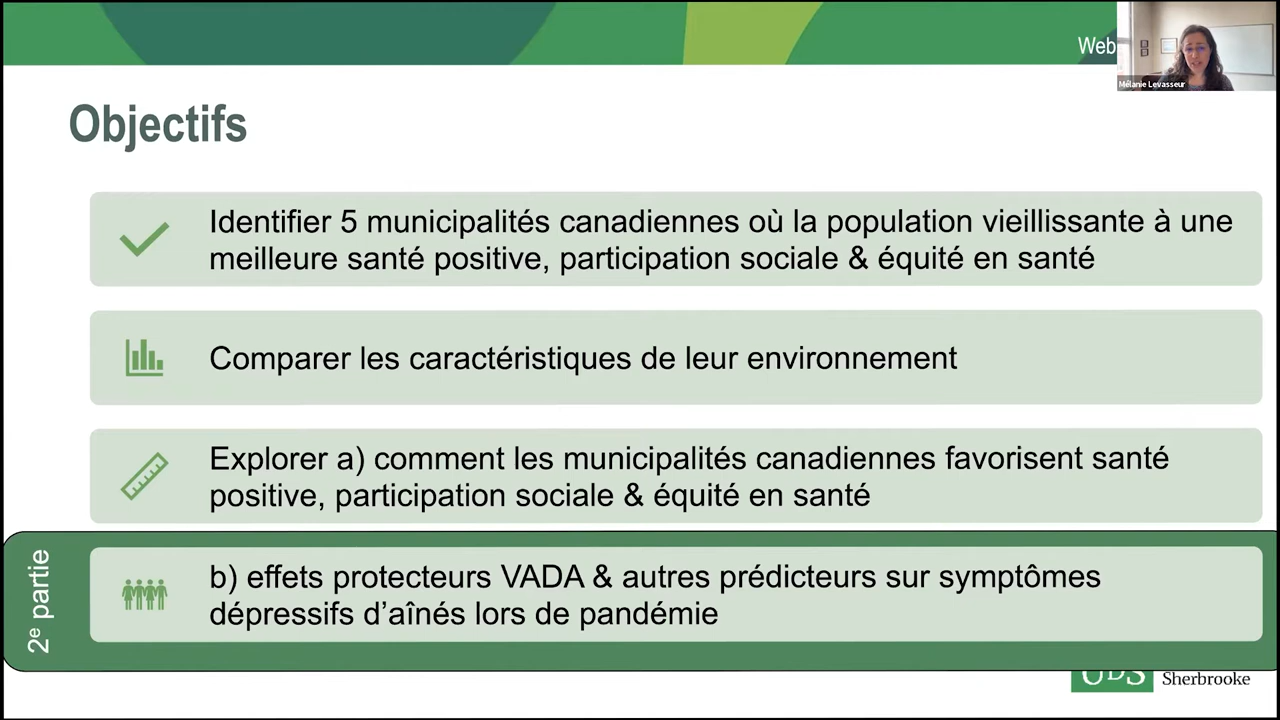 Web
Mélanie Levasseur
Objectifs
Identifier 5 municipalités canadiennes où la population vieillissante à une
meilleure santé positive, participation sociale & équité en santé
Comparer les caractéristiques de leur environnement
Explorer a) comment les municipalités canadiennes favorisent santé
positive, participation sociale & équité en santé
2e partie
b) effets protecteurs VADA & autres prédicteurs sur symptômes
dépressifs d’aînés lors de pandémie
UDS
Sherbrooke